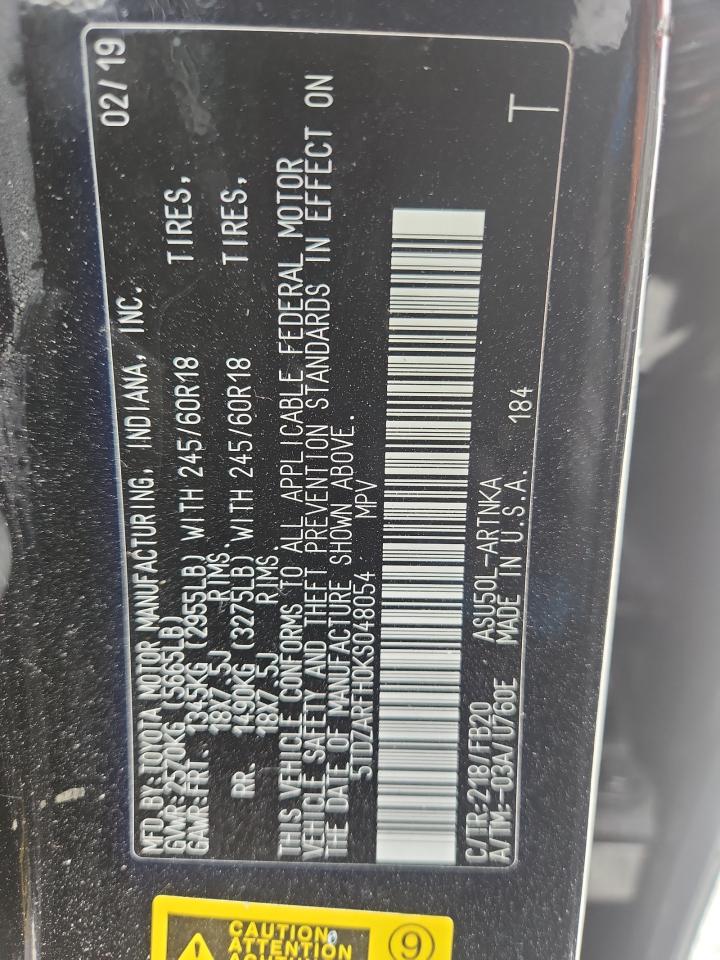 MFD.BY:TOYOTA MOTOR MANUFACTURING, INDIANA, INC. 02/19
GVWR:2570KG (5665LB)
GAWR:FRT. 1345KG (2955LB) WITH 245/60R18 TIRES,
18X7.5J RIMS.
RR. 1490KG (3275LB) WITH 245/60R18 TIRES,
18X7.5J RIMS.
THIS VEHICLE CONFORMS TO ALL APPLICABLE FEDERAL MOTOR
VEHICLE SAFETY AND THEFT PREVENTION STANDARDS IN EFFECT ON
THE DATE OF MANUFACTURE SHOWN ABOVE.
5TDZARFH0KS048054 MPV
C/TR:218/FB20 ASU50L-ARTNKA T
A/TM:-03A/U760E MADE IN U.S.A. 184
CAUTION
ATTENTION
9